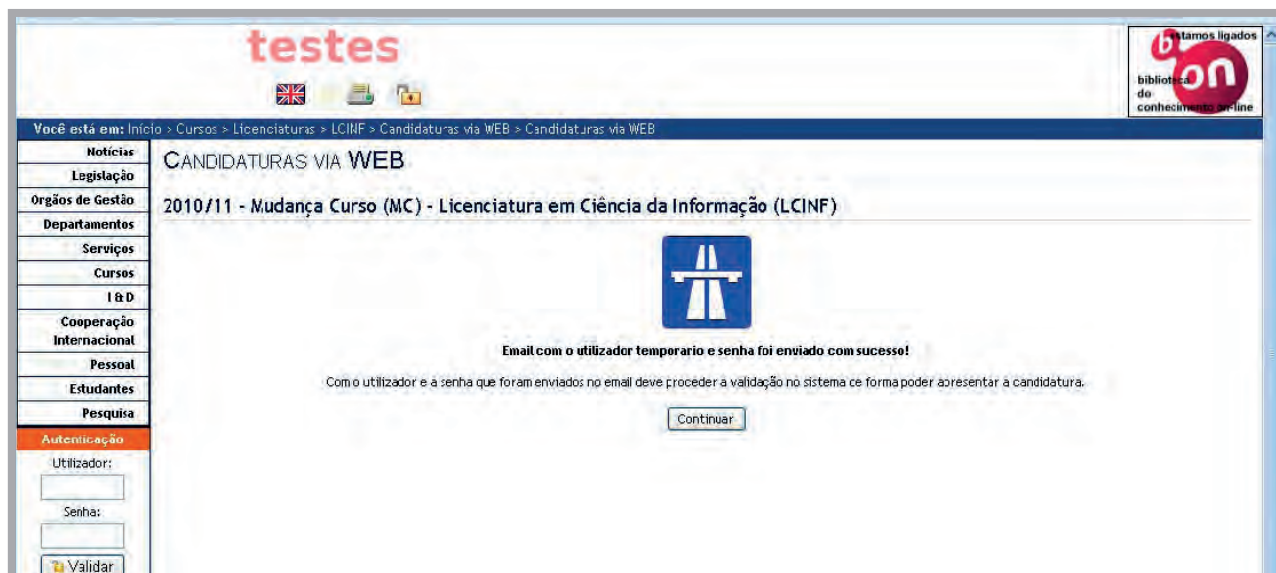 testes
estamos ligados
b on
biblioteca
do
conhecimento on-line
Você está em: Início > Cursos > Licenciaturas > LCINF > Candidaturas via WEB > Candidaturas via WEB
Notícias
Legislação
Orgãos de Gestão
Departamentos
Serviços
Cursos
I & D
Cooperação
Internacional
Pessoal
Estudantes
Pesquisa
Autenticação
Utilizador:
Senha:
Validar
CANDIDATURAS VIA WEB
2010/11 - Mudança Curso (MC) - Licenciatura em Ciência da Informação (LCINF)
Email com o utilizador temporario e senha foi enviado com sucesso!
Com o utilizador e a senha que foram enviados no email deve proceder a validação no sistema de forma poder apresentar a candidatura.
Continuar